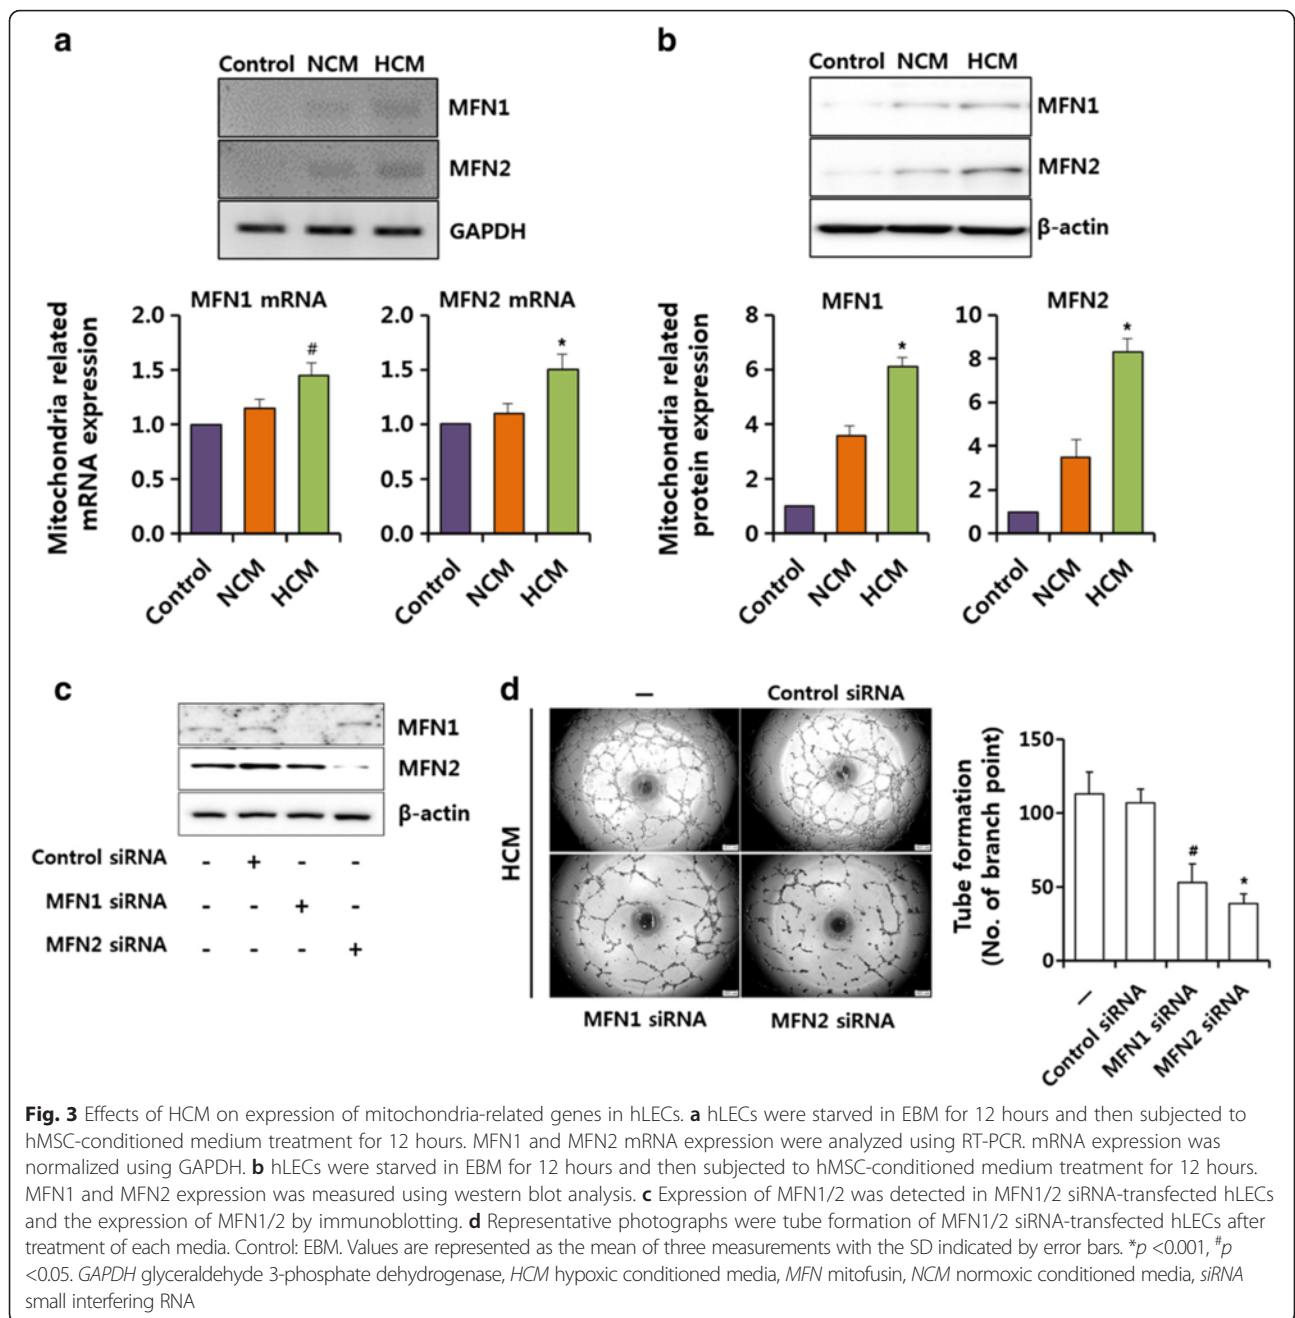 a
Control NCM HCM
MFN1
MFN2
GAPDH
Mitochondria related
mRNA expression
MFN1 mRNA
2.0
1.5
1.0
0.5
0.0
#
Control
NCM
HCM
MFN2 mRNA
2.0
1.5
1.0
0.5
0.0
*
Control
NCM
HCM
b
Control NCM HCM
MFN1
MFN2
β-actin
Mitochondria related
protein expression
MFN1
8
6
4
2
0
*
Control
NCM
HCM
MFN2
10
8
6
4
2
0
*
Control
NCM
HCM
c
MFN1
MFN2
β-actin
Control siRNA - + - -
MFN1 siRNA - - + -
MFN2 siRNA - - - +
d
— Control siRNA
HCM
MFN1 siRNA MFN2 siRNA
Tube formation
(No. of branch point)
150
100
50
0
#
*
—
Control siRNA
MFN1 siRNA
MFN2 siRNA
Fig. 3 Effects of HCM on expression of mitochondria-related genes in hLECs. a hLECs were starved in EBM for 12 hours and then subjected to
hMSC-conditioned medium treatment for 12 hours. MFN1 and MFN2 mRNA expression were analyzed using RT-PCR. mRNA expression was
normalized using GAPDH. b hLECs were starved in EBM for 12 hours and then subjected to hMSC-conditioned medium treatment for 12 hours.
MFN1 and MFN2 expression was measured using western blot analysis. c Expression of MFN1/2 was detected in MFN1/2 siRNA-transfected hLECs
and the expression of MFN1/2 by immunoblotting. d Representative photographs were tube formation of MFN1/2 siRNA-transfected hLECs after
treatment of each media. Control: EBM. Values are represented as the mean of three measurements with the SD indicated by error bars. *p <0.001, #p
<0.05. GAPDH glyceraldehyde 3-phosphate dehydrogenase, HCM hypoxic conditioned media, MFN mitofusin, NCM normoxic conditioned media, siRNA
small interfering RNA